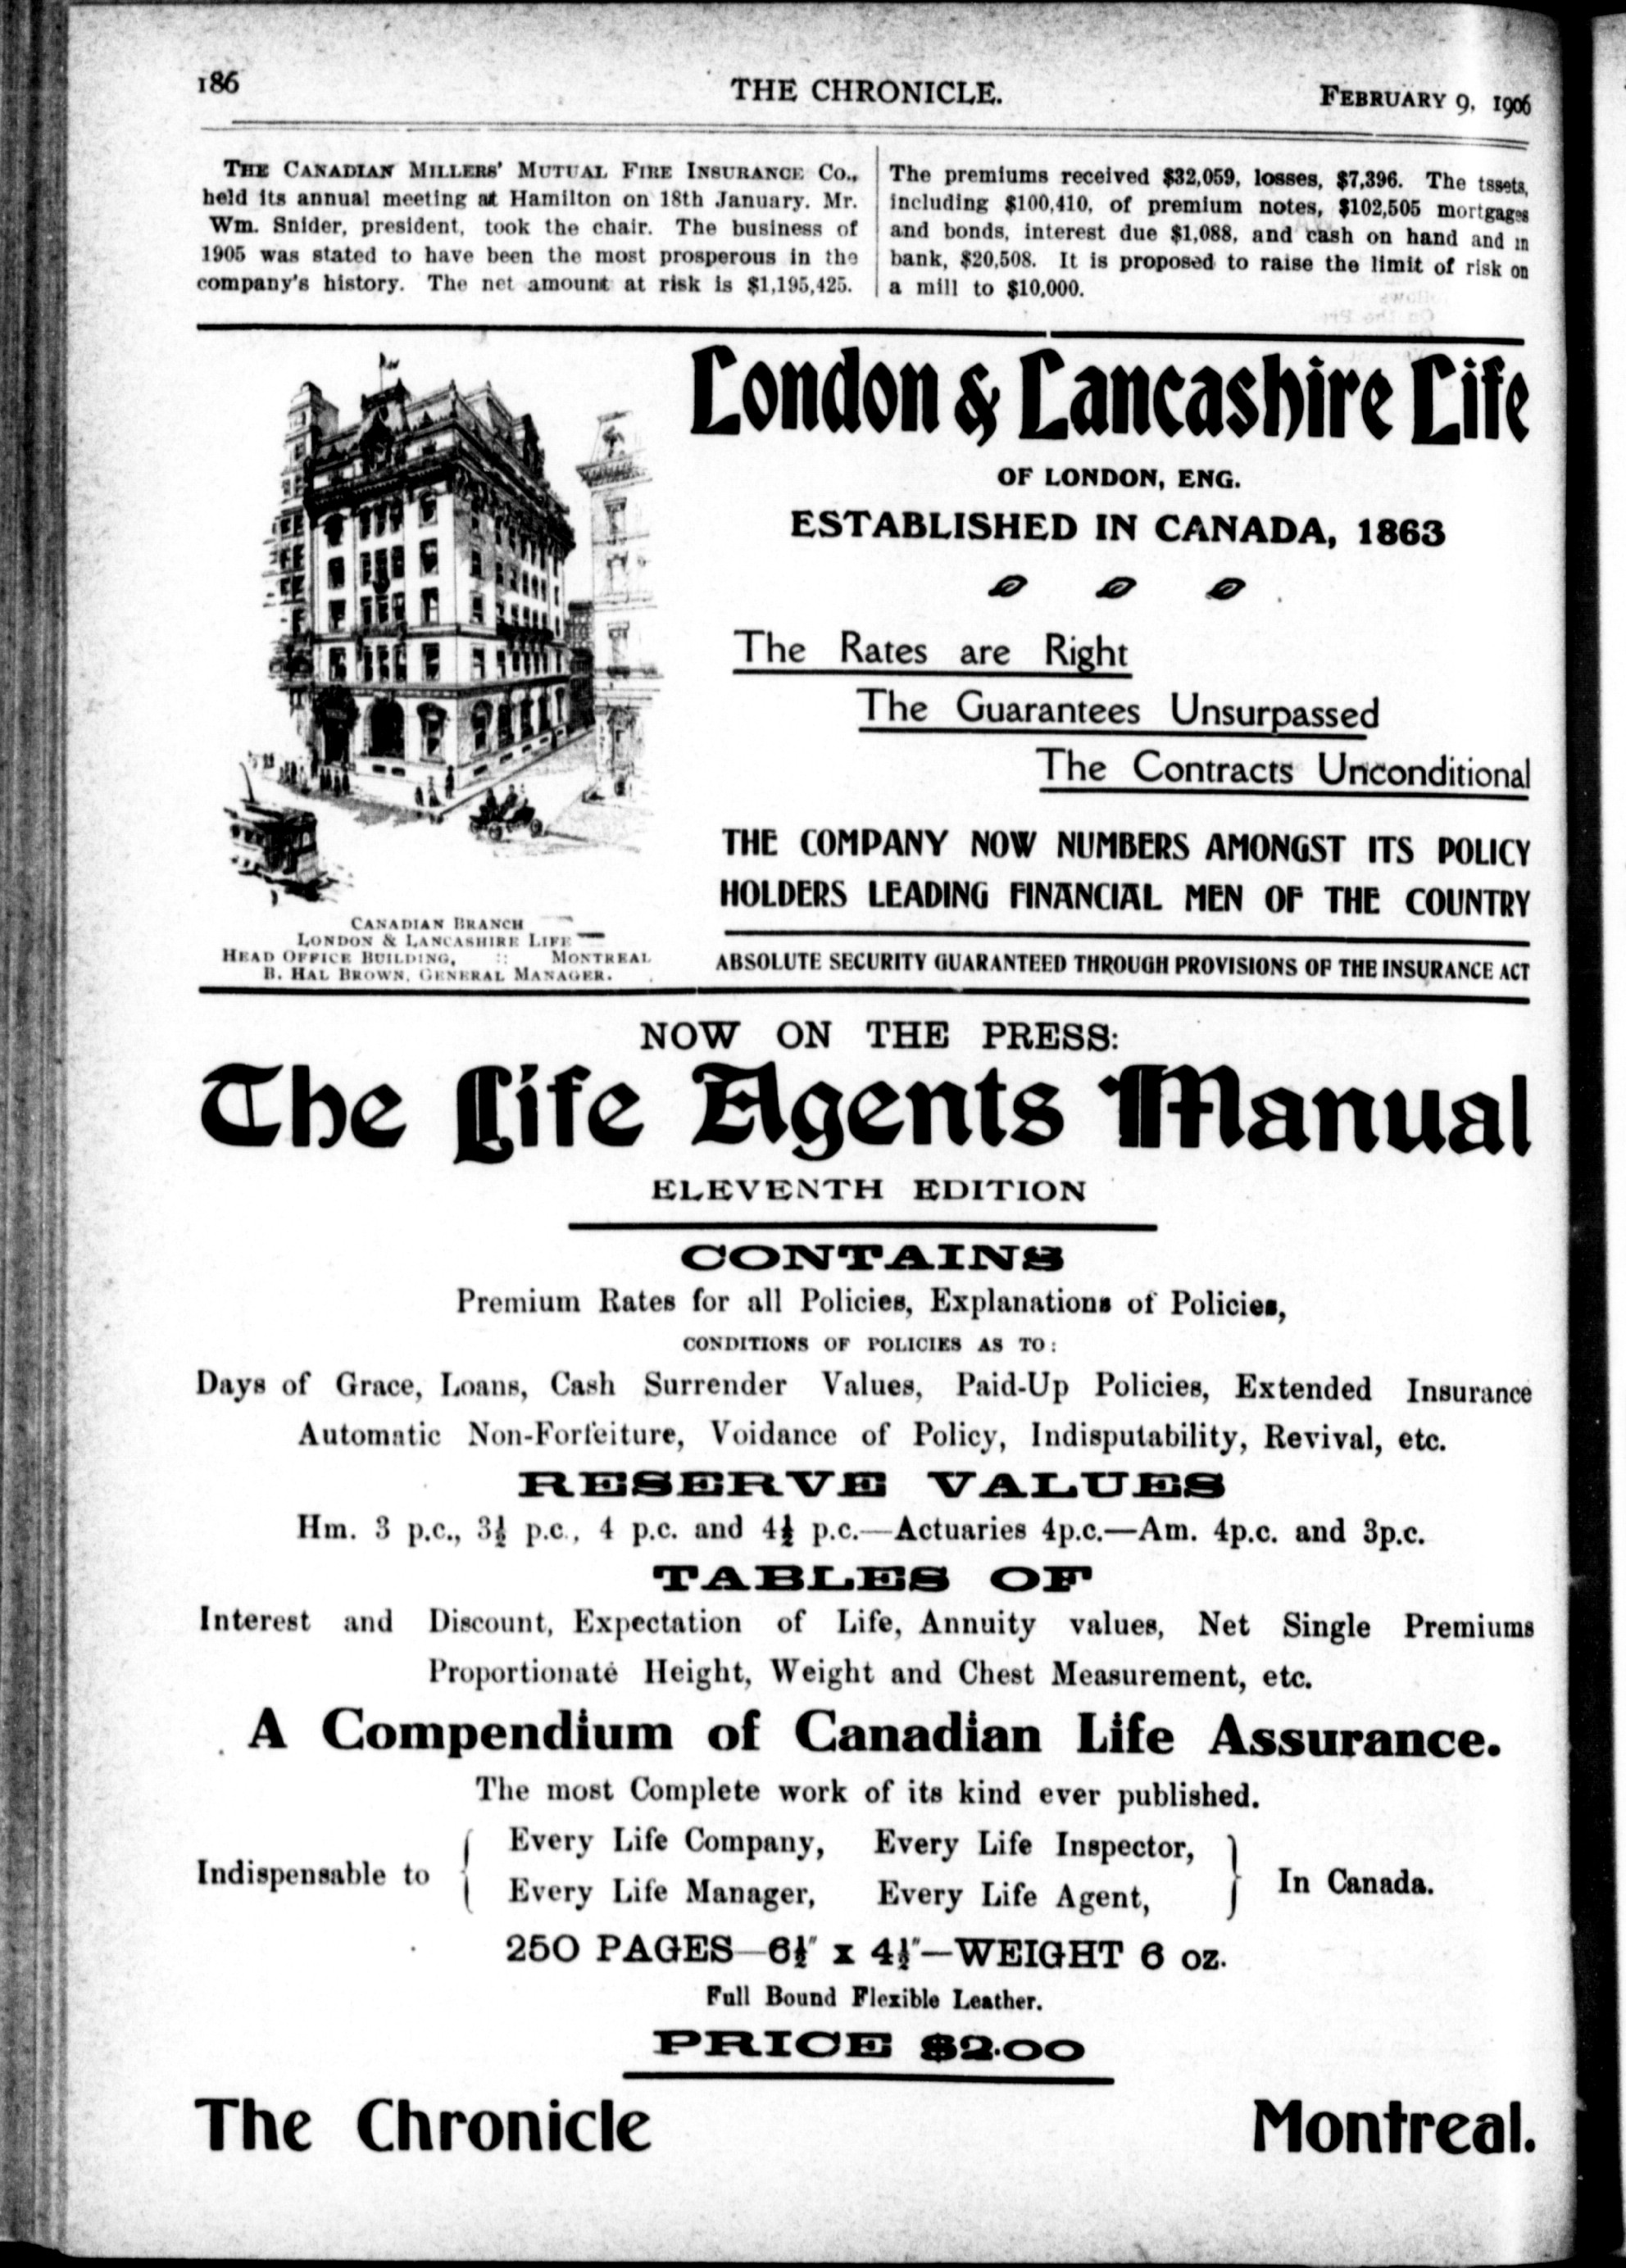 186
THE CHRONICLE.
FEBRUARY 9, 1906
THE CANADIAN MILLERS' MUTUAL FIRE INSURANCE CO.,
held its annual meeting at Hamilton on 18th January. Mr.
Wm. Snider, president, took the chair. The business of
1905 was stated to have been the most prosperous in the
company's history. The net amount at risk is $1,195,425.
The premiums received $32,059, losses, $7,396. The tssets,
including $100,410, of premium notes, $102,505 mortgages
and bonds, interest due $1,088, and cash on hand and in
bank, $20,508. It is proposed to raise the limit of risk on
a mill to $10,000.
London & Lancashire Life
OF LONDON, ENG.
ESTABLISHED IN CANADA, 1863
The Rates are Right
The Guarantees Unsurpassed
The Contracts Unconditional
THE COMPANY NOW NUMBERS AMONGST ITS POLICY
HOLDERS LEADING FINANCIAL MEN OF THE COUNTRY
ABSOLUTE SECURITY GUARANTEED THROUGH PROVISIONS OF THE INSURANCE ACT
CANADIAN BRANCH
LONDON & LANCASHIRE LIFE
HEAD OFFICE BUILDING, :: MONTREAL
B. HAL BROWN, GENERAL MANAGER.
NOW ON THE PRESS:
The Life Agents Manual
ELEVENTH EDITION
CONTAINS
Premium Rates for all Policies, Explanations of Policies,
CONDITIONS OF POLICIES AS TO:
Days of Grace, Loans, Cash Surrender Values, Paid-Up Policies, Extended Insurance
Automatic Non-Forfeiture, Voidance of Policy, Indisputability, Revival, etc.
RESERVE VALUES
Hm. 3 p.c., 3½ p.c., 4 p.c. and 4½ p.c.—Actuaries 4p.c.—Am. 4p.c. and 3p.c.
TABLES OF
Interest and Discount, Expectation of Life, Annuity values, Net Single Premiums
Proportionate Height, Weight and Chest Measurement, etc.
A Compendium of Canadian Life Assurance.
The most Complete work of its kind ever published.
Indispensable to { Every Life Company, Every Life Inspector,
Every Life Manager, Every Life Agent, } In Canada.
250 PAGES—6½" x 4½"—WEIGHT 6 oz.
Full Bound Flexible Leather.
PRICE $2.00
The Chronicle Montreal.